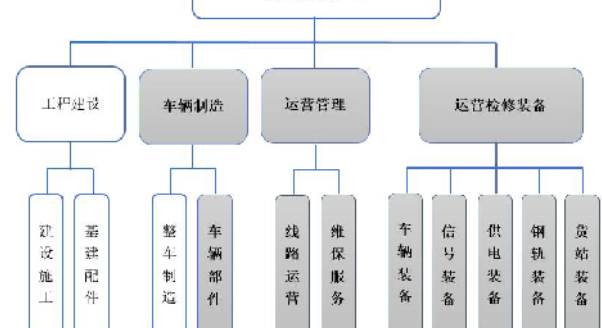 工程建设
车辆制造
运营管理
运营检修装备
建设施工
基建配件
整车制造
车辆部件
线路运营
维保服务
车辆装备
信号装备
供电装备
钢轨装备
货站装备